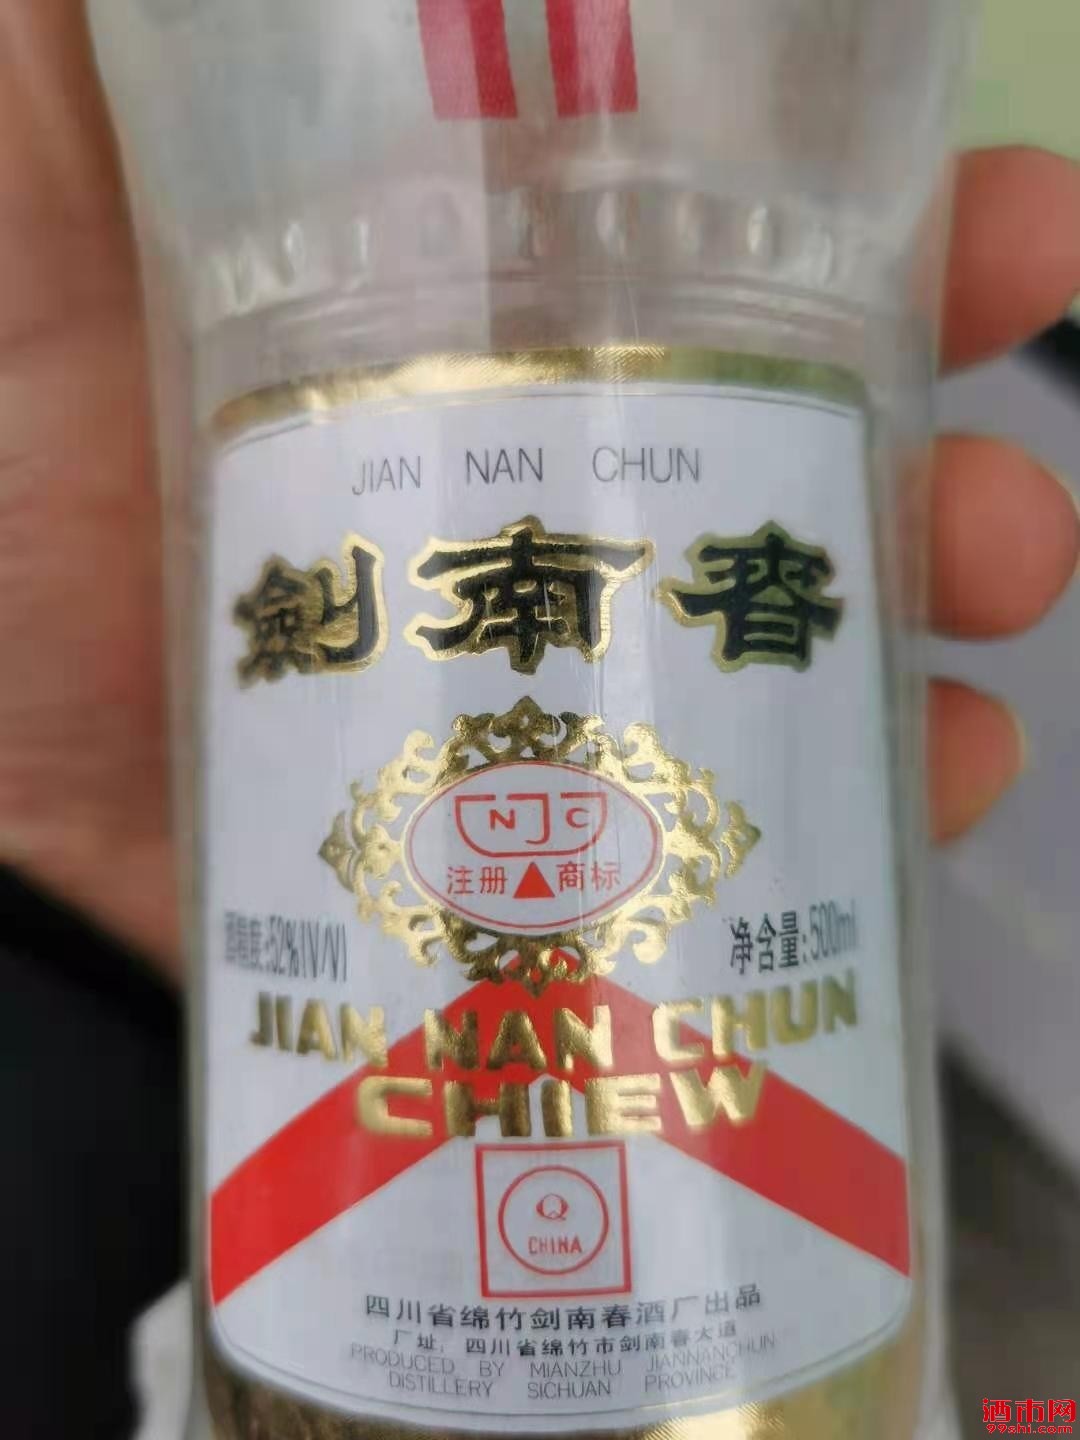 JIAN NAN CHUN
劍南春
NJC
注册商标
酒精度:52%(V/V)
净含量:500ml
JIAN NAN CHUN
CHIEW
Q
CHINA
四川省绵竹剑南春酒厂出品
厂址:四川省绵竹市剑南春大道
PRODUCED BY MIANZHU JIANNANCHUN
DISTILLERY SICHUAN PROVINCE
酒市网
99shi.com